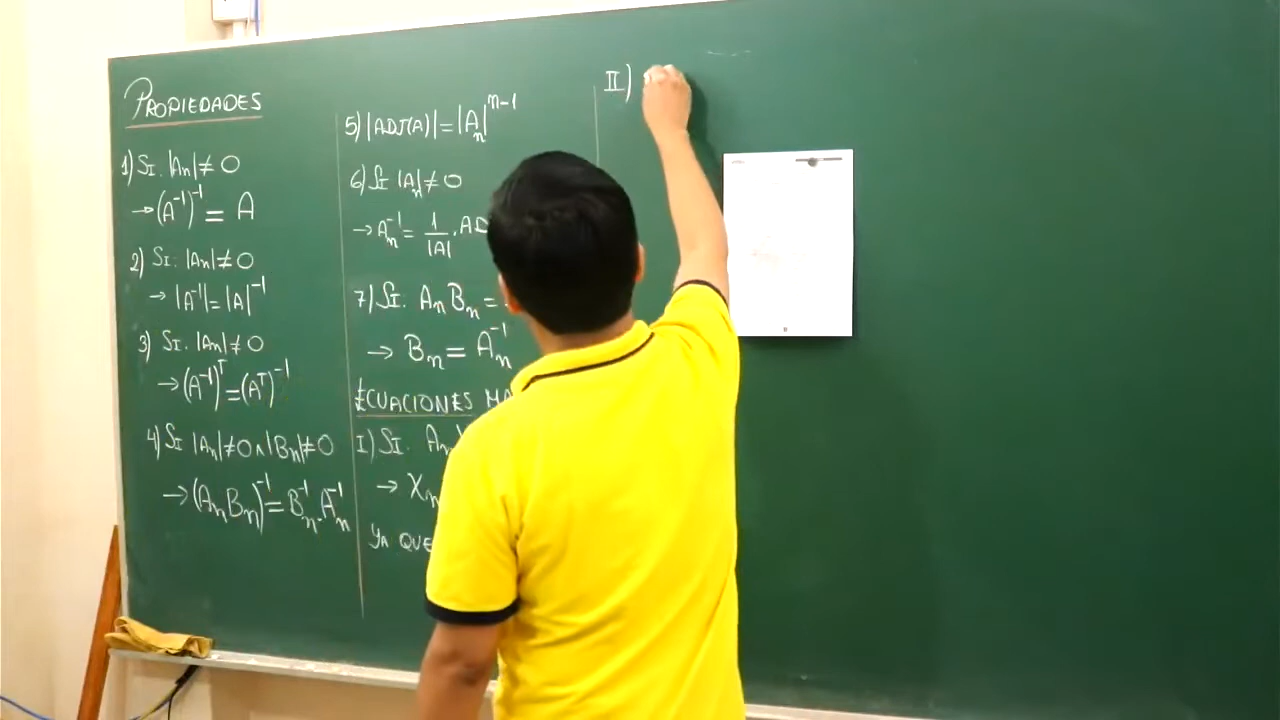 PROPIEDADES
1) SI. |Aₙ| ≠ 0
→ (A⁻¹)⁻¹ = A
2) SI. |Aₙ| ≠ 0
→ |A⁻¹| = |A|⁻¹
3) SI. |Aₙ| ≠ 0
→ (A⁻¹)ᵀ = (Aᵀ)⁻¹
4) SI |Aₙ| ≠ 0 ∧ |Bₙ| ≠ 0
→ (AₙBₙ)⁻¹ = Bₙ⁻¹.Aₙ⁻¹
5) |ADJ(A)| = |Aₙ|ⁿ⁻¹
6) SI |Aₙ| ≠ 0
→ Aₙ⁻¹ = 1/|A| . AD
7) SI. AₙBₙ =
→ Bₙ = Aₙ⁻¹
ECUACIONES MA
I) SI. Aₙ
→ Xₙ
YA QUE
II)